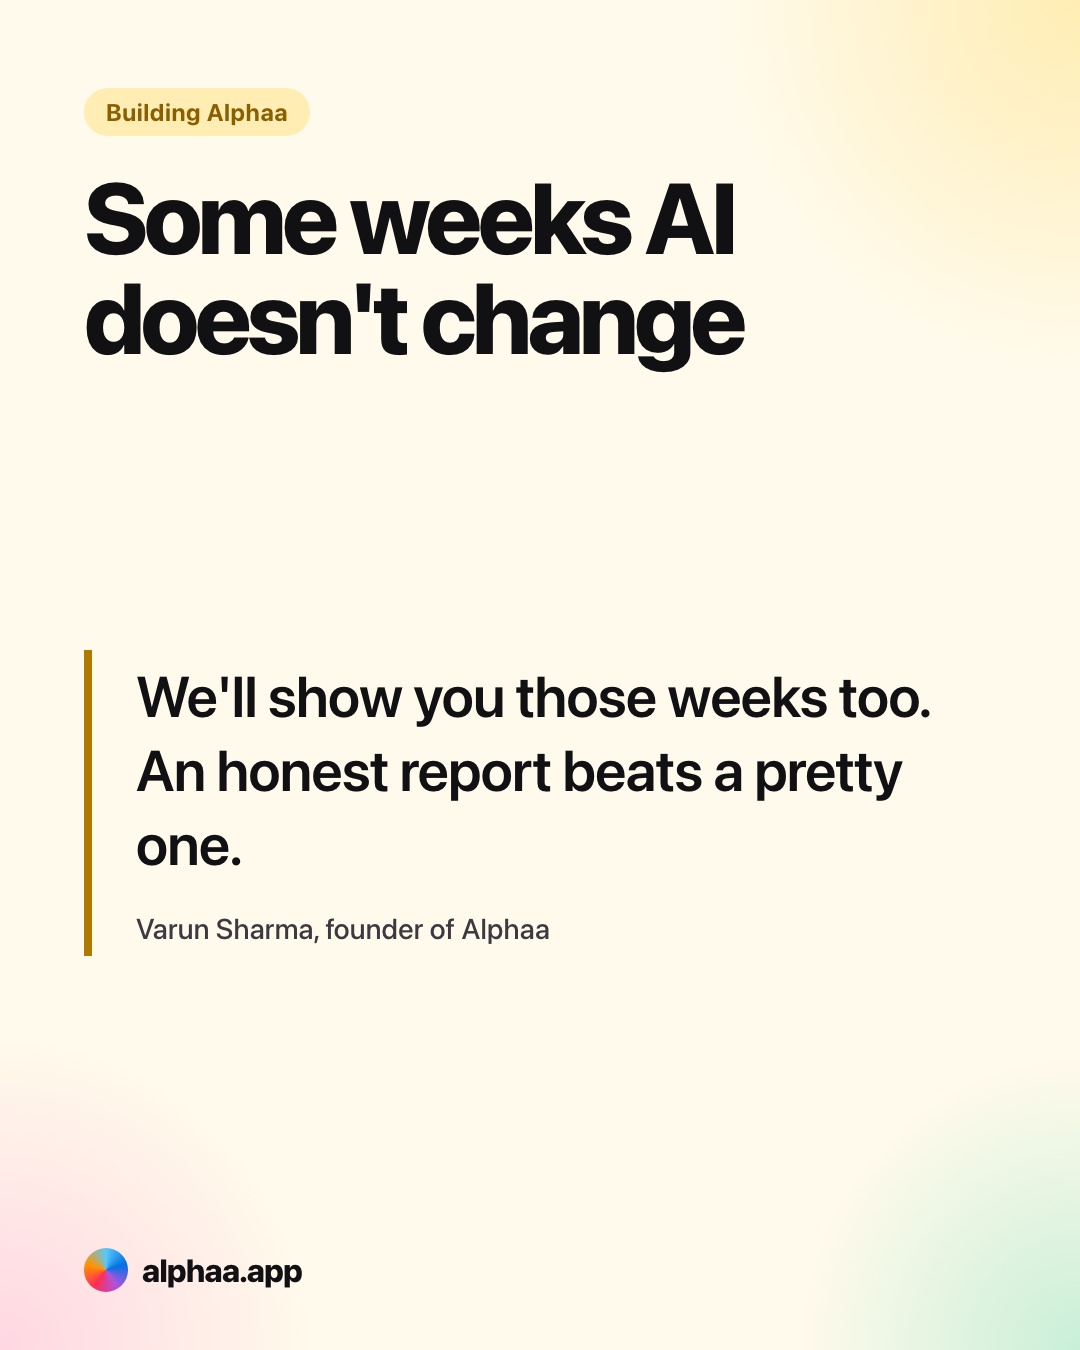 Building Alphaa
Some weeks AI
doesn't change
We'll show you those weeks too.
An honest report beats a pretty
one.
Varun Sharma, founder of Alphaa
alphaa.app